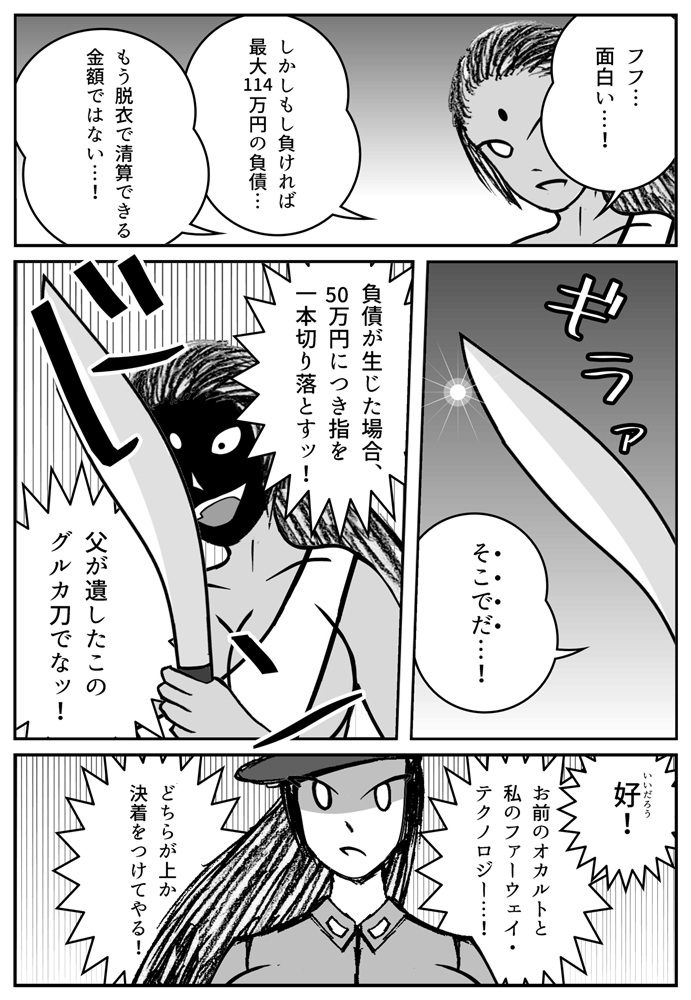 フフ…
面白い…！
しかしもし負ければ
最大114万円の負債…
もう脱衣で清算できる
金額ではない…！
ギラァ
そこでだ…！
負債が生じた場合、
50万円につき指を
一本切り落とすッ！
バーン
父が遺したこの
グルカ刀でなッ！
好！
いいだろう
お前のオカルトと
私のファーウェイ・
テクノロジー…！
どちらが上か
決着をつけてやる！